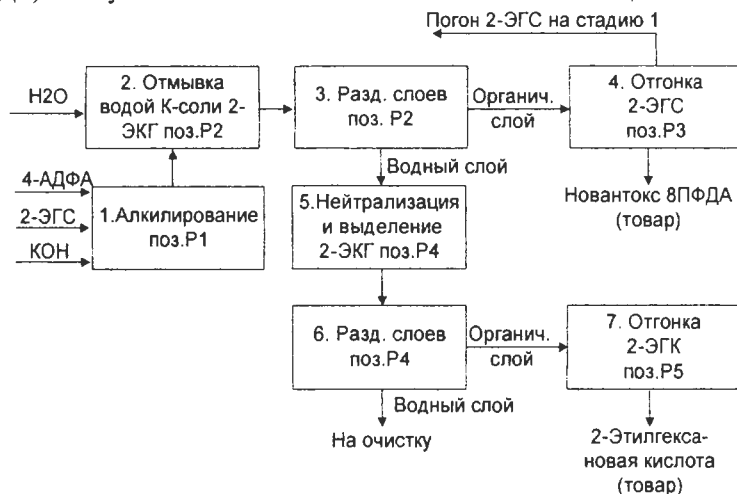 Погон 2-ЭГС на стадию 1
H2O
2. Отмывка
водой К-соли 2-
ЭКГ поз.Р2
3. Разд. слоев
поз. Р2
Органич.
слой
4. Отгонка
2-ЭГС
поз.Р3
Водный слой
Новантокс 8ПФДА
(товар)
4-АДФА
2-ЭГС
КОН
1.Алкилирование
поз.Р1
5.Нейтрализация
и выделение
2-ЭКГ поз.Р4
6. Разд. слоев
поз.Р4
Органич.
слой
7. Отгонка
2-ЭГК
поз.Р5
Водный слой
На очистку
2-Этилгекса-
новая кислота
(товар)